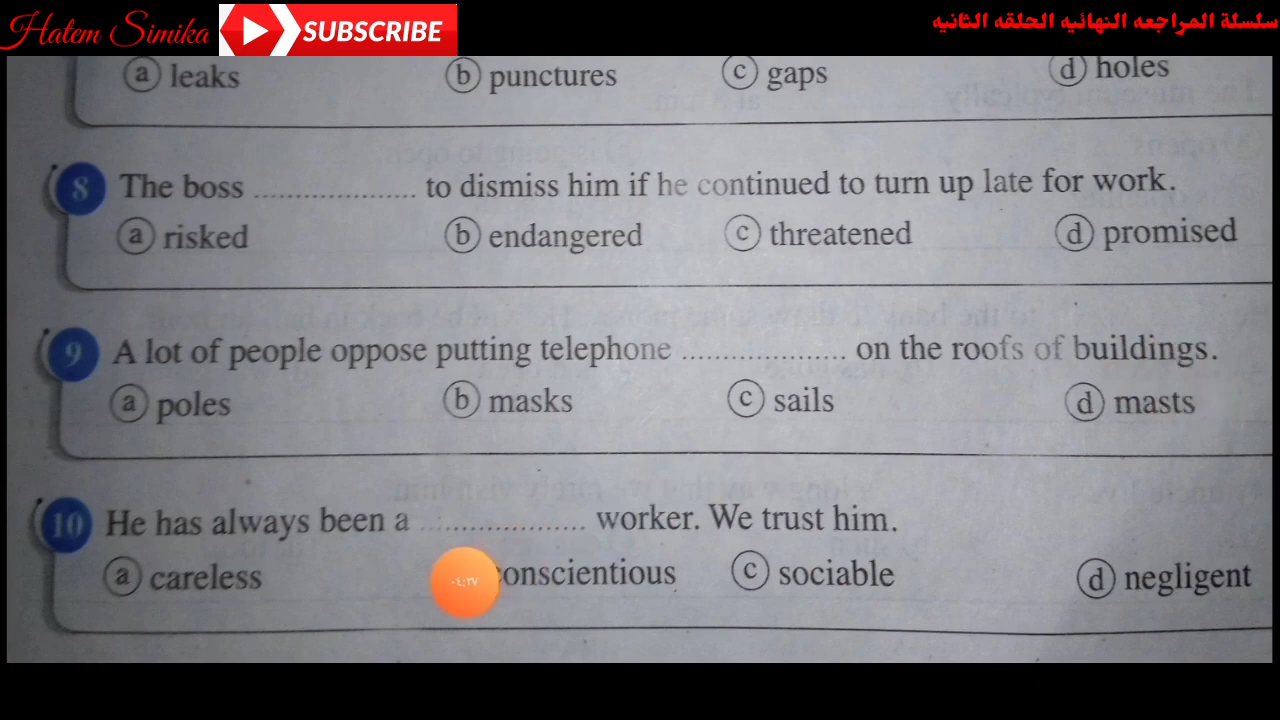 Hatem Simika
SUBSCRIBE
سلسلة المراجعه النهائيه الحلقه الثانيه
a leaks b punctures c gaps d holes
8 The boss .................. to dismiss him if he continued to turn up late for work.
a risked b endangered c threatened d promised
9 A lot of people oppose putting telephone .................. on the roofs of buildings.
a poles b masks c sails d masts
10 He has always been a .................. worker. We trust him.
a careless onscientious c sociable d negligent
٠٤:٢٧